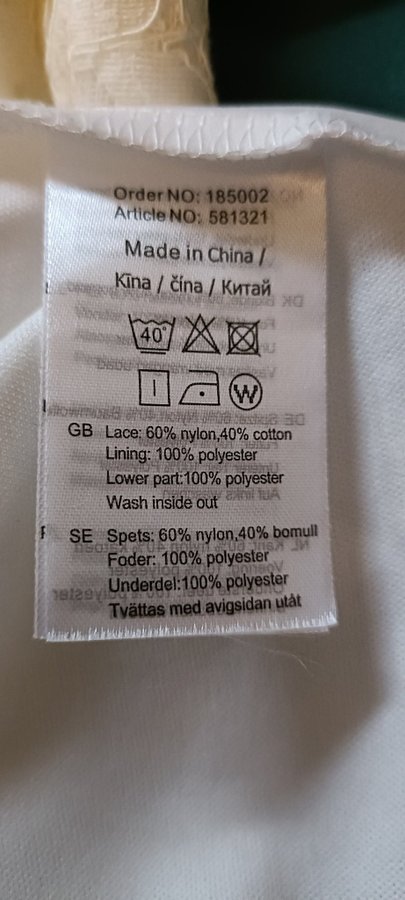 Order NO: 185002
Article NO: 581321
Made in China /
Ķīna / čína / Китай
40°
W
GB Lace: 60% nylon,40% cotton
Lining: 100% polyester
Lower part:100% polyester
Wash inside out
SE Spets: 60% nylon,40% bomull
Foder: 100% polyester
Underdel:100% polyester
Tvättas med avigsidan utåt